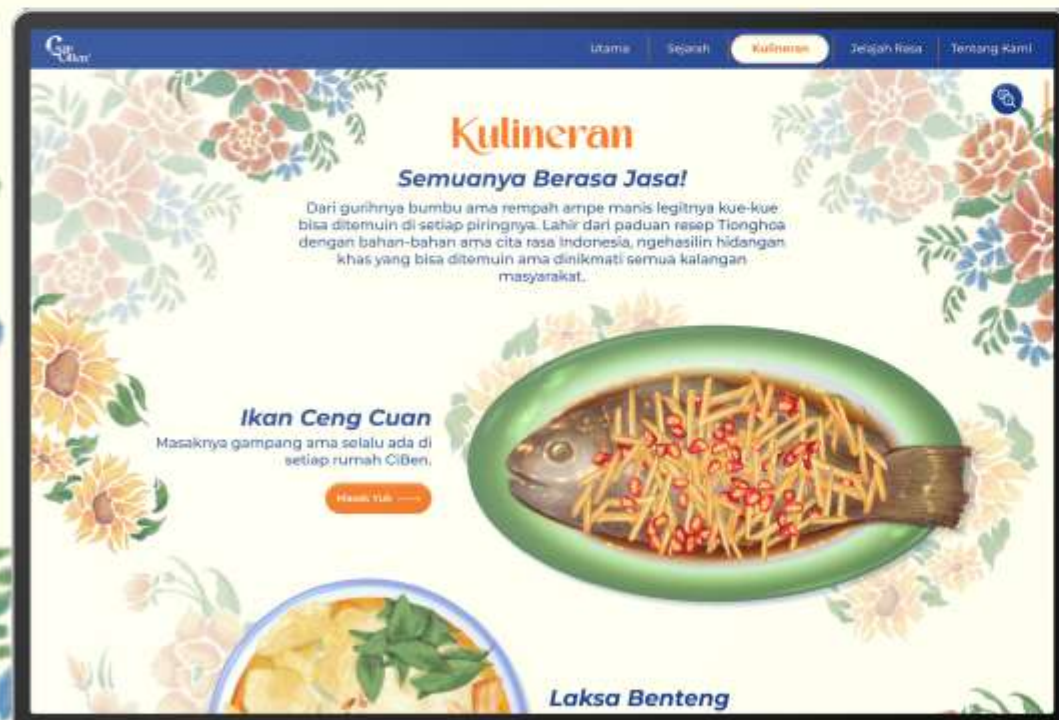 Cue CiBen
Utama
Sejarah
Kulineran
Jelajah Rasa
Tentang Kami
Kulineran
Semuanya Berasa Jasa!
Dari gurihnya bumbu ama rempah ampe manis legitnya kue-kue
bisa ditemuin di setiap piringnya. Lahir dari paduan resep Tionghoa
dengan bahan-bahan ama cita rasa Indonesia, ngehasilin hidangan
khas yang bisa ditemuin ama dinikmati semua kalangan
masyarakat.
Ikan Ceng Cuan
Masaknya gampang ama selalu ada di
setiap rumah CiBen.
Masak Yuk
Laksa Benteng